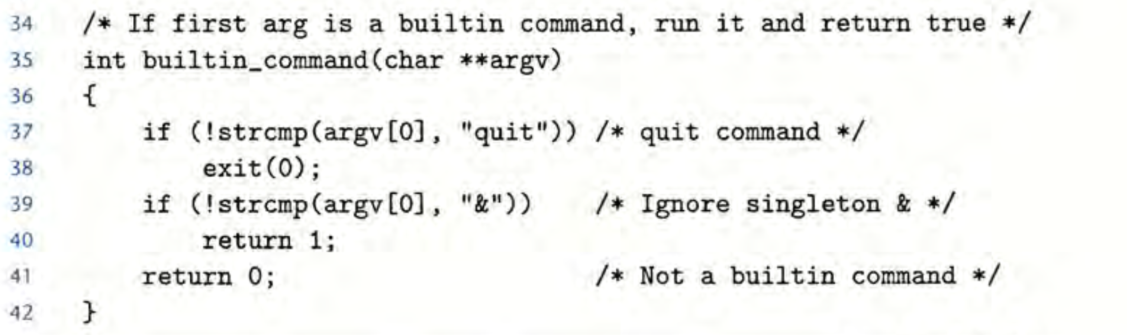 34 /* If first arg is a builtin command, run it and return true */
35 int builtin_command(char **argv)
36 {
37     if (!strcmp(argv[0], "quit")) /* quit command */
38         exit(0);
39     if (!strcmp(argv[0], "&"))    /* Ignore singleton & */
40         return 1;
41     return 0;                     /* Not a builtin command */
42 }